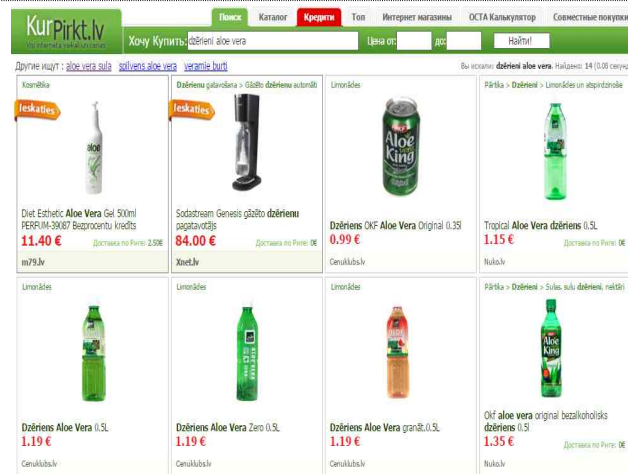 KurPirkt.lv
Visi interneta veikali un cenas
Поиск
Каталог
Кредити
Топ
Интернет магазины
ОСТА Калькулятор
Совместные покупки
Хочу Купить:
dzērieni aloe vera
Цена от:
до:
Найти!
Другие ищут : aloe vera sula spilvens aloe vera veramie burti
Вы искали dzērieni aloe vera. Найдено: 14 (0.08 секунд
Kosmētika
Ieskaties
aloe
Diet Esthetic Aloe Vera Gel 500ml
PERFUM-39087 Bezprocentu kredīts
11.40 €
Доставка по Риге: 2.50€
m79.lv
Dzērienu gatavošana > Gāzēto dzērienu automāti
Ieskaties
Sodastream Genesis gāzēto dzērienu
pagatavotājs
84.00 €
Доставка по Риге: 0€
Xnet.lv
Limonādes
OKF
Aloe
vera
King
Dzēriens OKF Aloe Vera Original 0.35l
0.99 €
Cenuklubs.lv
Pārtika > Dzērieni > Limonādes un atspirdzinošie
Tropical Aloe Vera dzēriens 0.5L
1.15 €
Доставка по Риге: 0€
Nuko.lv
Limonādes
Dzēriens Aloe Vera 0.5L
1.19 €
Cenuklubs.lv
Limonādes
Dzēriens Aloe Vera Zero 0.5L
1.19 €
Cenuklubs.lv
Limonādes
Dzēriens Aloe Vera granāt.0.5L
1.19 €
Cenuklubs.lv
Pārtika > Dzērieni > Sulas, sulu dzērieni, nektāri
Aloe
King
Okf aloe vera original bezalkoholisks
dzēriens 0.5l
1.35 €
Доставка по Риге: 0€
Nuko.lv